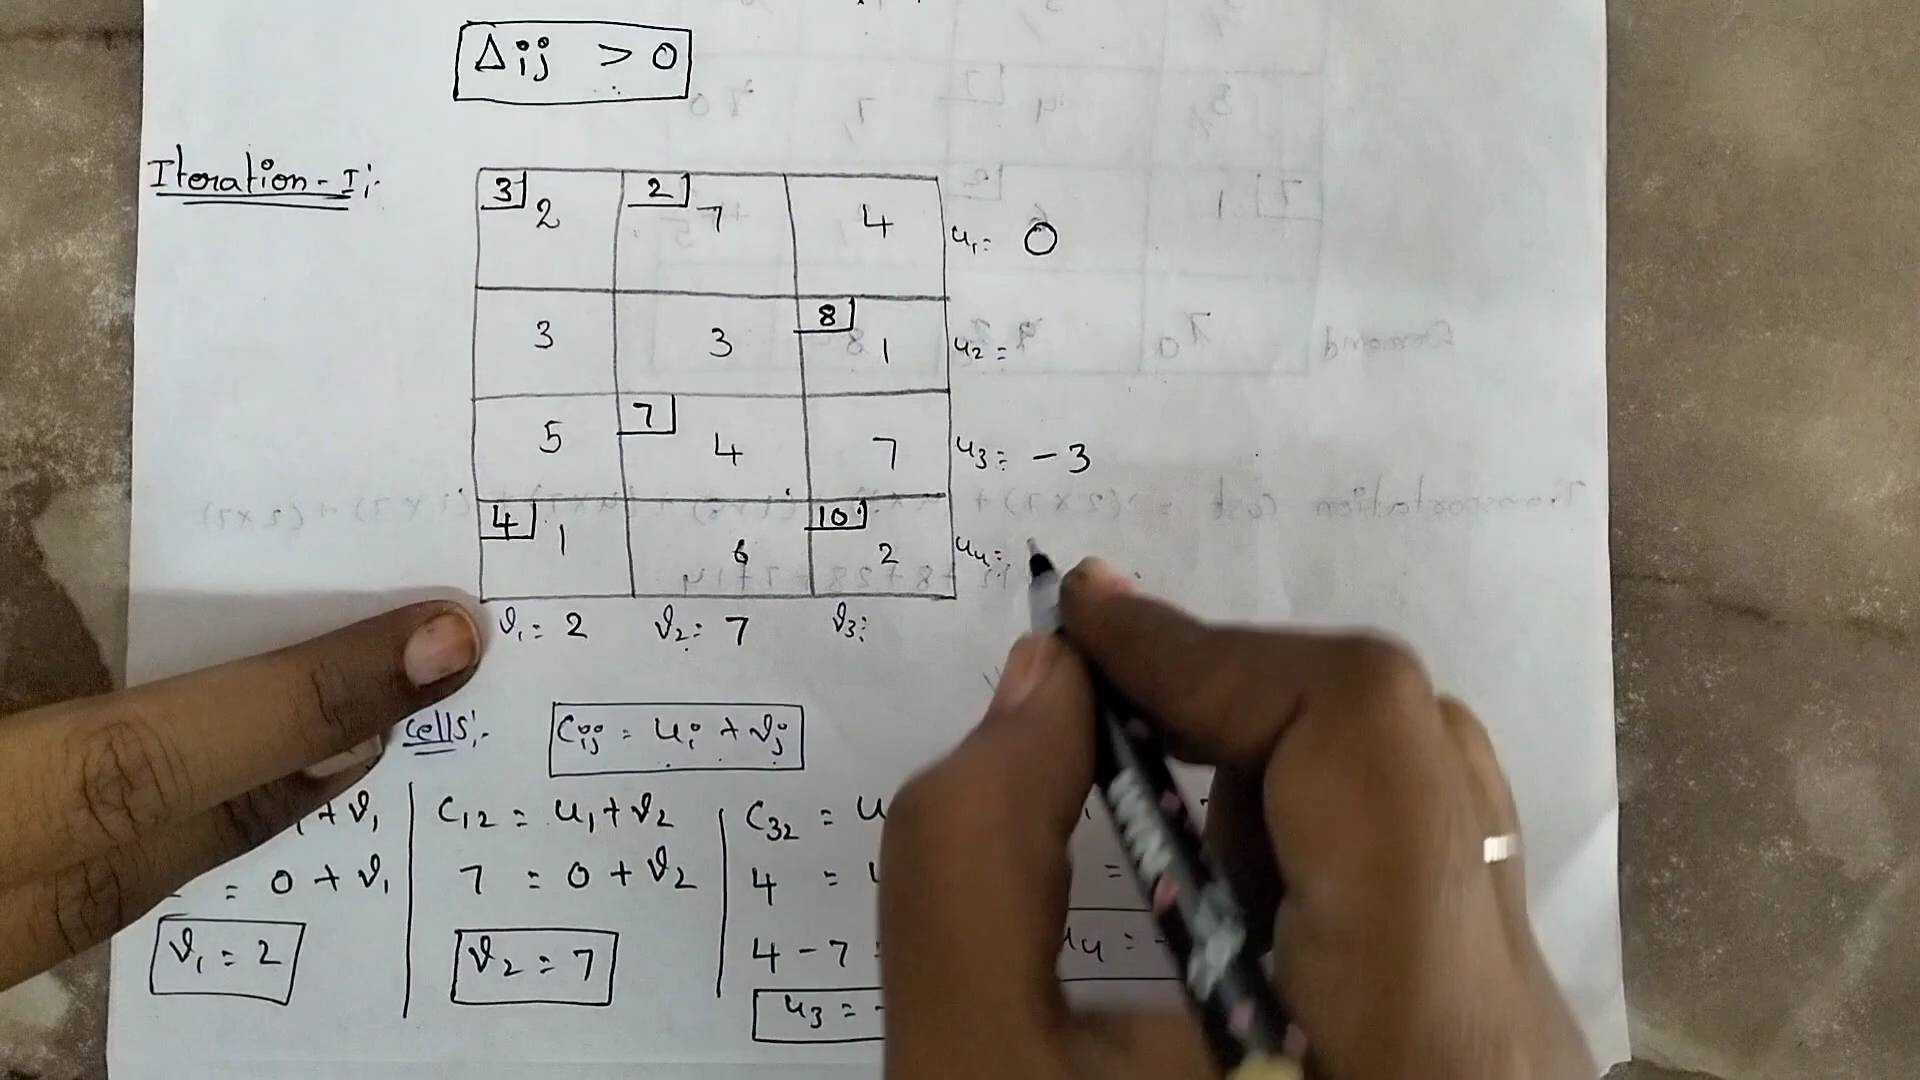 Δij > 0
Iteration-I:-
3 2 2 7 4 u1= 0
3 3 8 1 u2=
5 7 4 7 u3= -3
4 1 6 10 2 u4=
v1= 2 v2= 7 v3=
cells:- Cij = ui + vj
+ v1 C12 = u1+v2 C32 = u
= 0 + v1 7 = 0 + v2 4 = =
v1 = 2 v2 = 7 4 - 7 = u4 = -
u3 = -